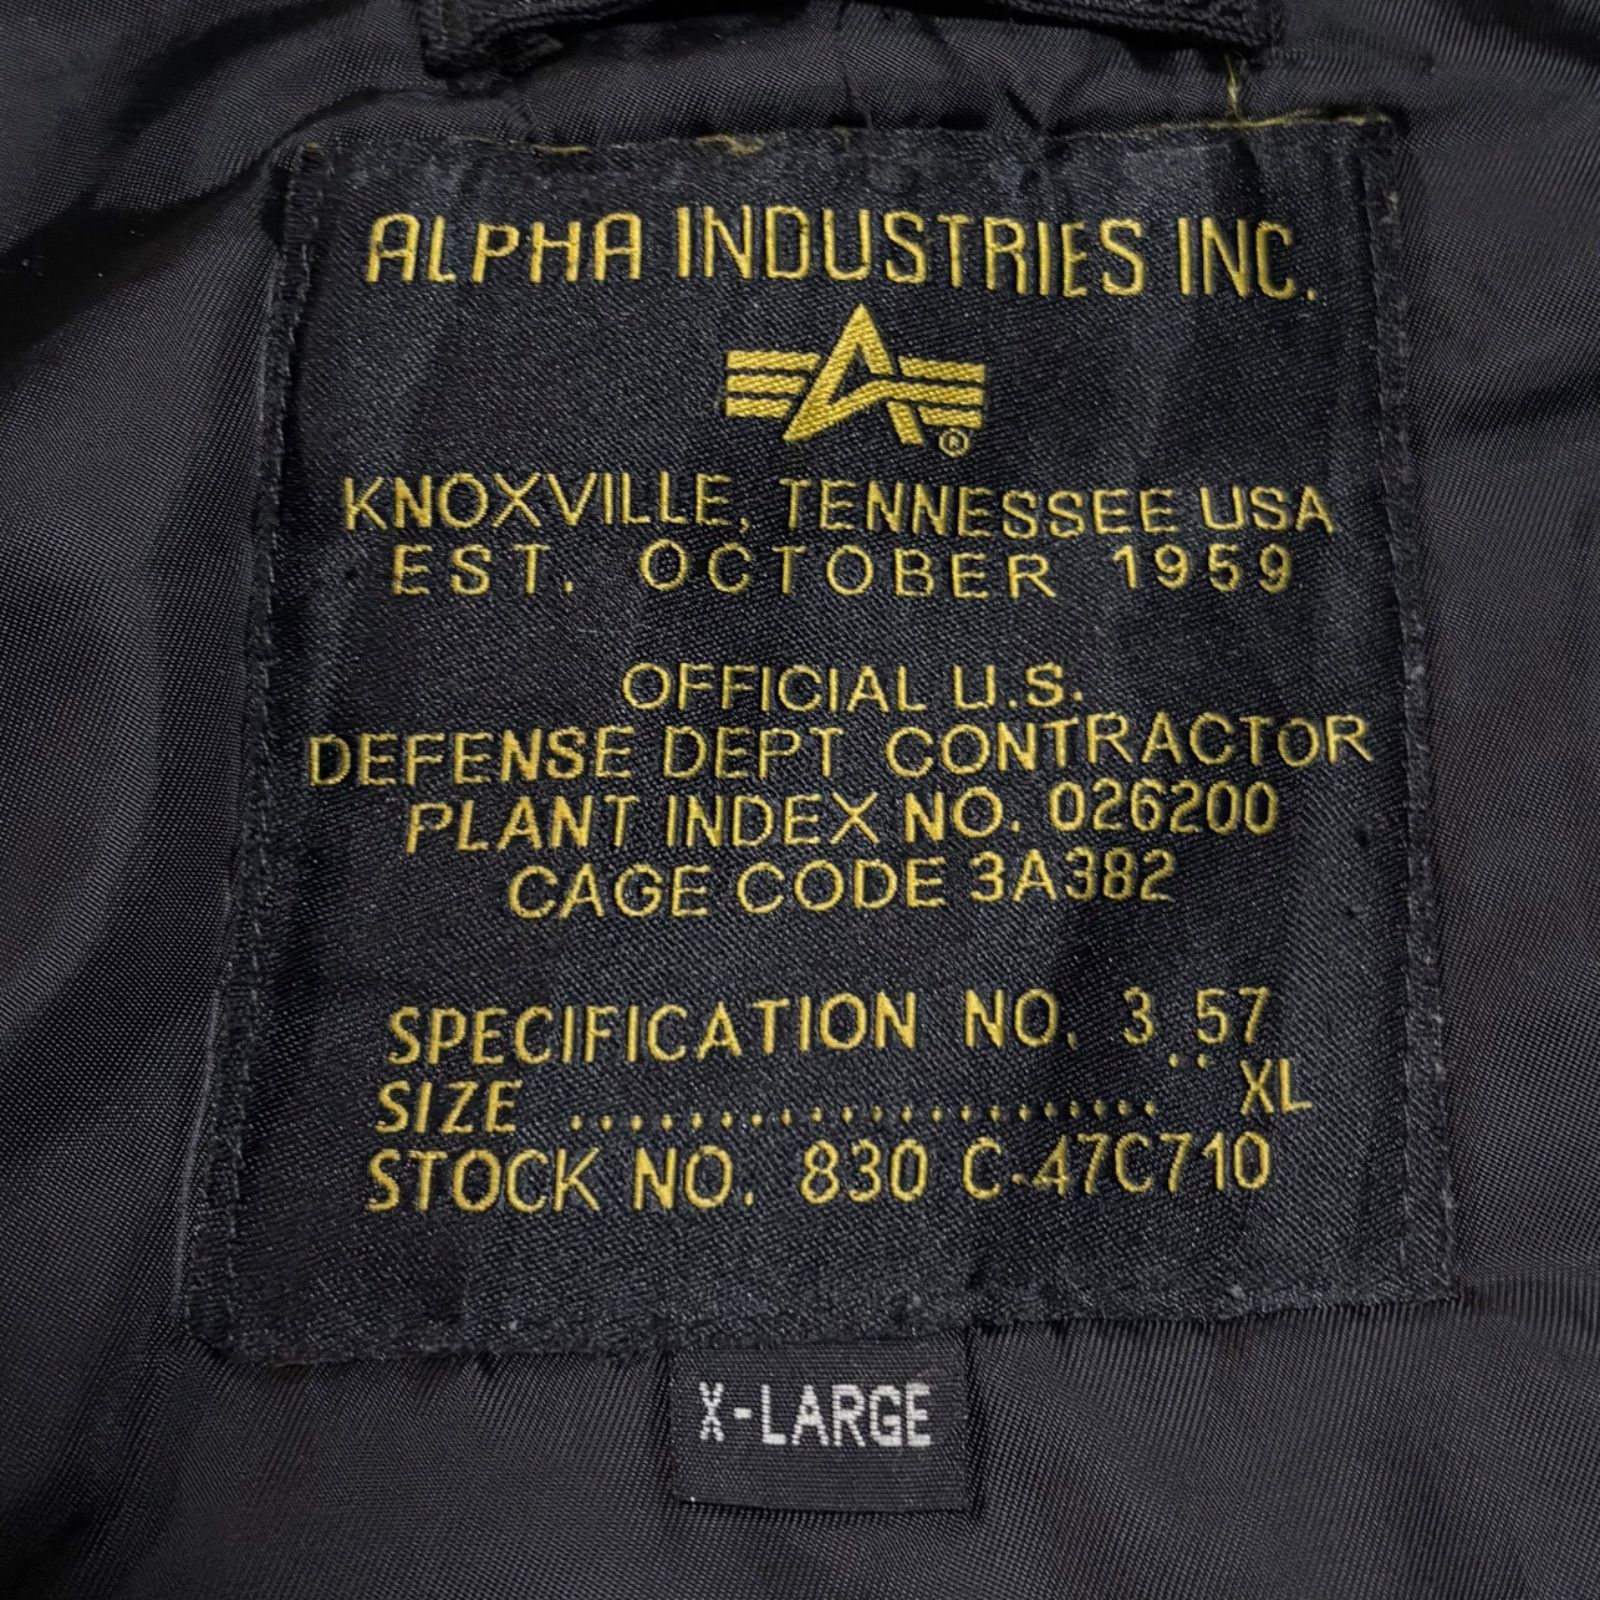 ALPHA INDUSTRIES INC.
A
®
KNOXVILLE, TENNESSEE USA
EST. OCTOBER 1959
OFFICIAL U.S.
DEFENSE DEPT CONTRACTOR
PLANT INDEX NO. 026200
CAGE CODE 3A382
SPECIFICATION NO. 3 57
SIZE ........................ XL
STOCK NO. 830 C-47C710
X-LARGE